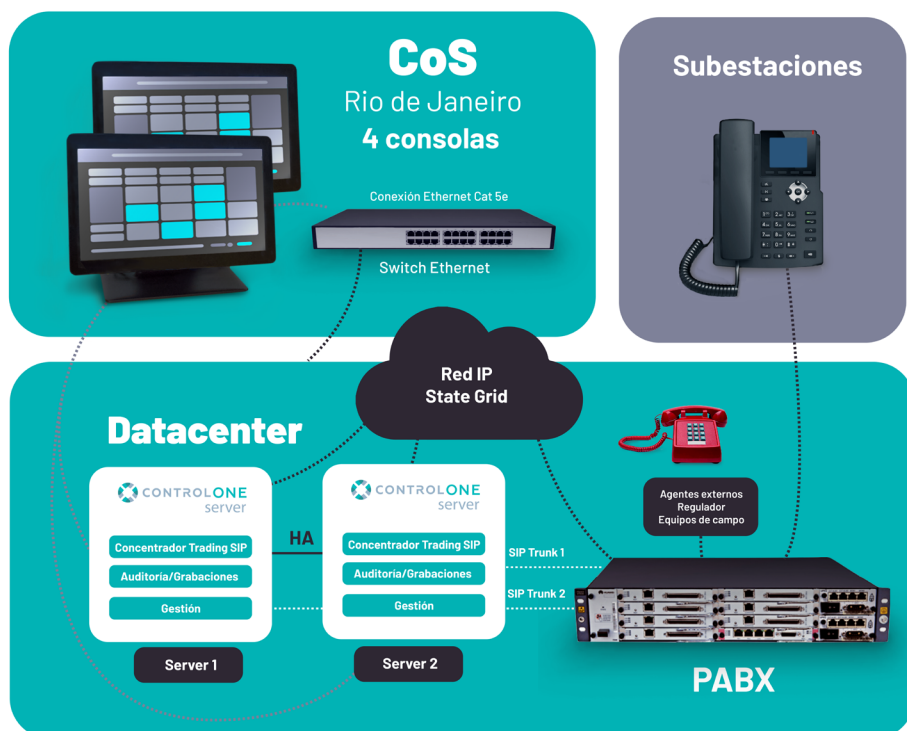 CoS
Rio de Janeiro
4 consolas
Conexión Ethernet Cat 5e
Switch Ethernet
Subestaciones
Red IP
State Grid
Datacenter
CONTROLONE
server
Concentrador Trading SIP
Auditoría/Grabaciones
Gestión
Server 1
HA
CONTROLONE
server
Concentrador Trading SIP
Auditoría/Grabaciones
Gestión
Server 2
SIP Trunk 1
SIP Trunk 2
Agentes externos
Regulador
Equipos de campo
PABX